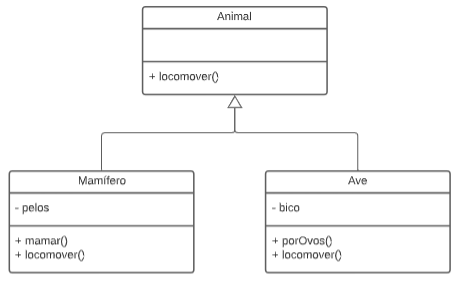 Animal
+ locomover()
Mamífero
- pelos
+ mamar()
+ locomover()
Ave
- bico
+ porOvos()
+ locomover()